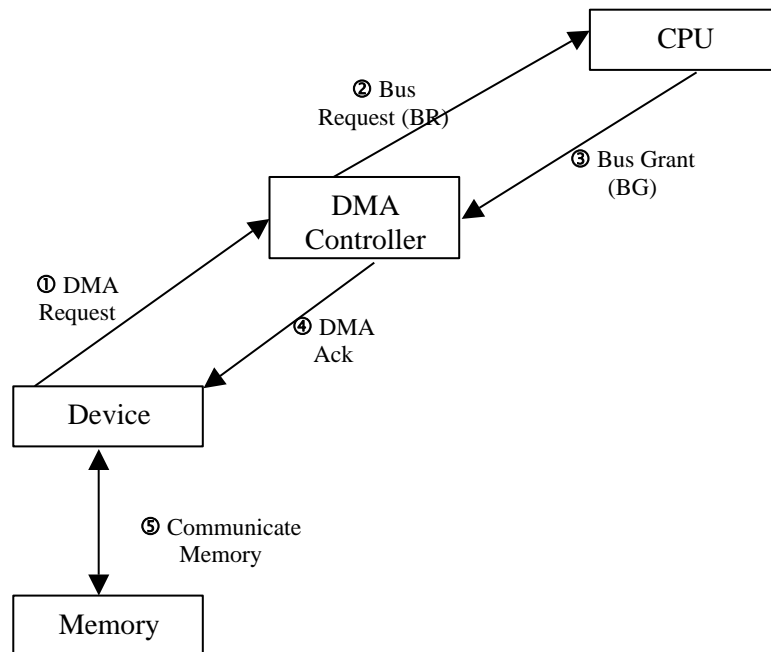 CPU
② Bus
Request (BR)
③ Bus Grant
(BG)
DMA
Controller
① DMA
Request
④ DMA
Ack
Device
⑤ Communicate
Memory
Memory